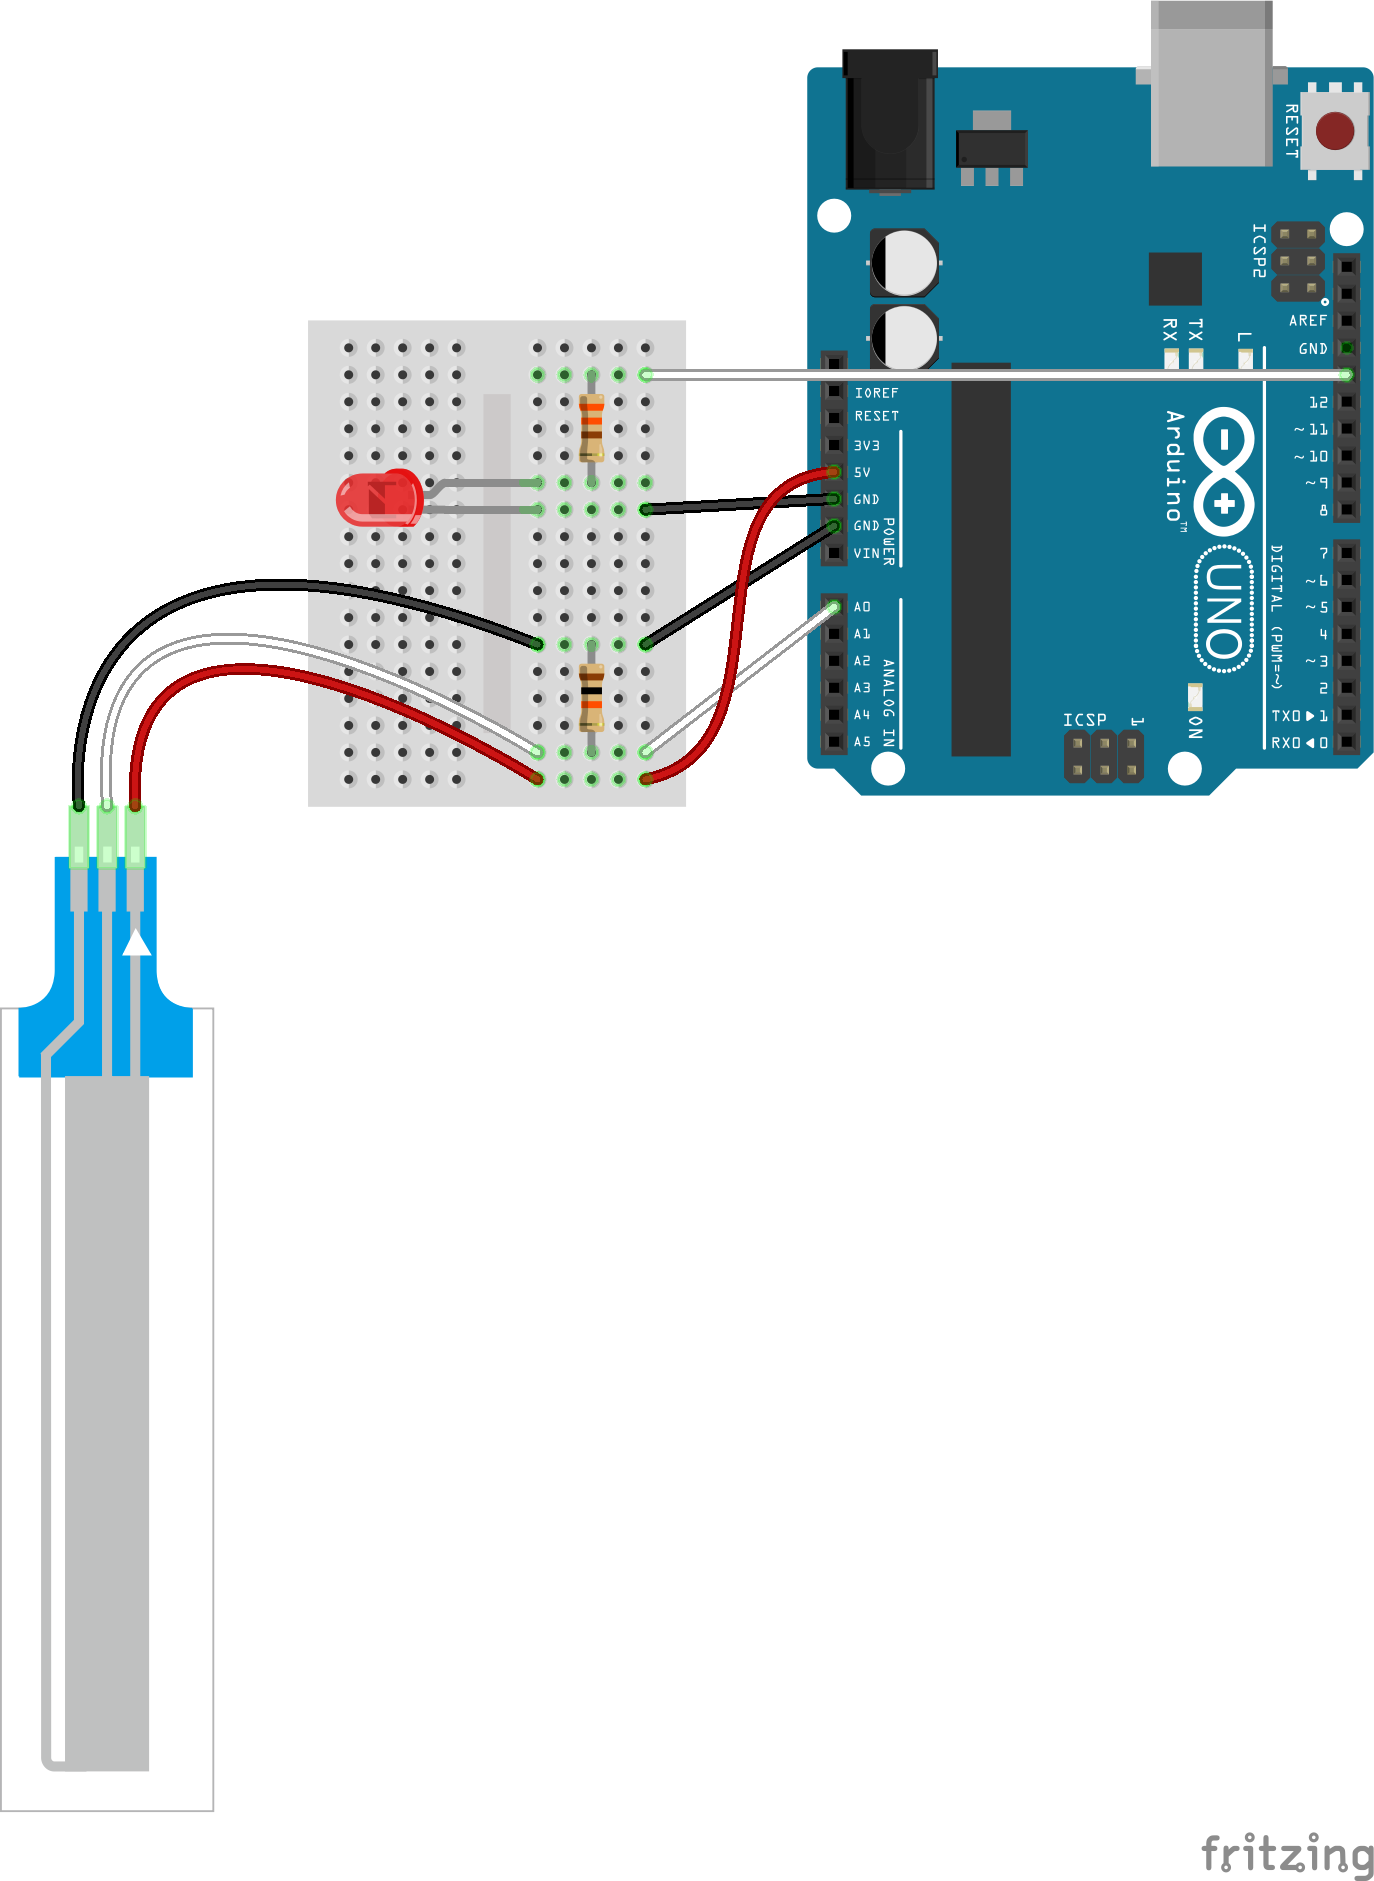 RESET
ICSP2
AREF
GND
RX
TX
L
IOREF
RESET
3V3
5V
GND
GND
VIN
POWER
12
~11
~10
~9
8
Arduino™
UNO
7
~6
~5
4
~3
2
TX0▶1
RX0◀0
DIGITAL (PWM=~)
A0
A1
A2
A3
A4
A5
ANALOG IN
ICSP
1
ON
fritzing